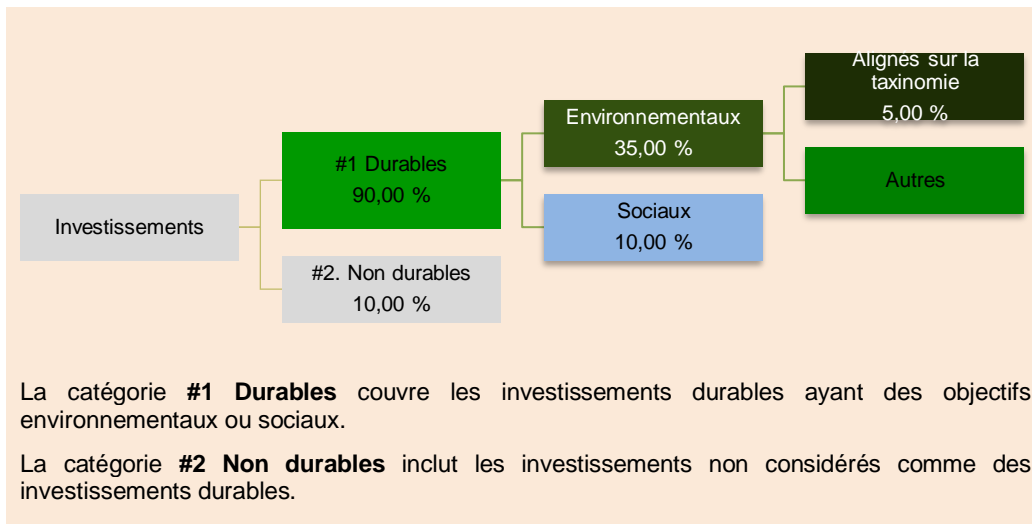 Alignés sur la
taxinomie
5,00 %
Environnementaux
35,00 %
#1 Durables
90,00 %
Autres
Investissements
Sociaux
10,00 %
#2. Non durables
10,00 %
La catégorie #1 Durables couvre les investissements durables ayant des objectifs
environnementaux ou sociaux.
La catégorie #2 Non durables inclut les investissements non considérés comme des
investissements durables.